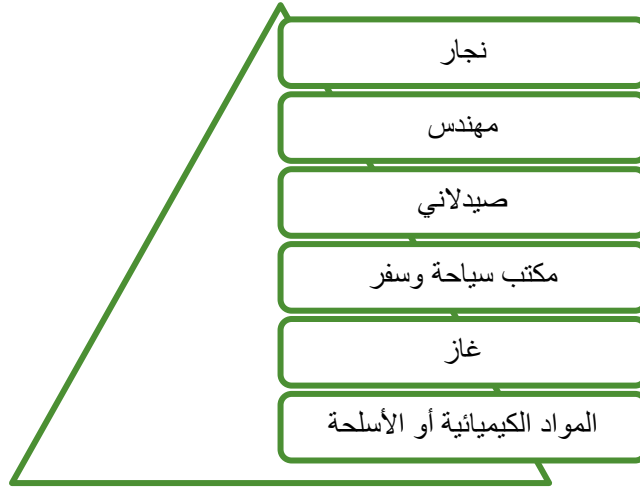 نجار
مهندس
صيدلاني
مكتب سياحة وسفر
غاز
المواد الكيميائية أو الأسلحة